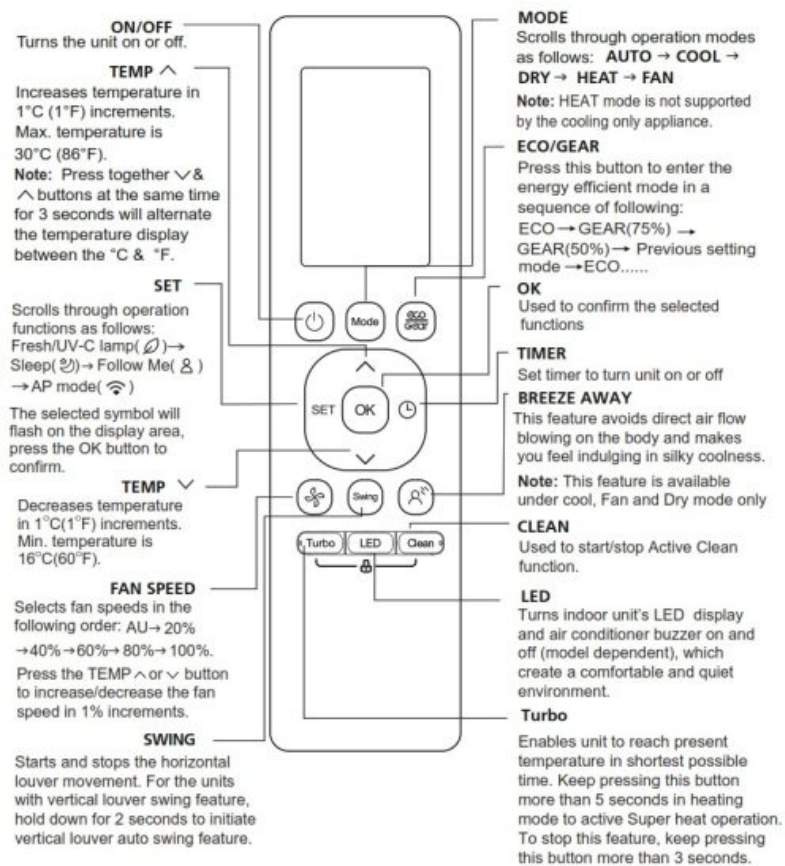 ON/OFF
Turns the unit on or off.
TEMP ︿
Increases temperature in
1°C (1°F) increments.
Max. temperature is
30°C (86°F).
Note: Press together ﹀&
︿ buttons at the same time
for 3 seconds will alternate
the temperature display
between the °C & °F.
SET
Scrolls through operation
functions as follows:
Fresh/UV-C lamp( )→
Sleep( )→ Follow Me( )
→AP mode( )
The selected symbol will
flash on the display area,
press the OK button to
confirm.
TEMP ﹀
Decreases temperature
in 1°C(1°F) increments.
Min. temperature is
16°C(60°F).
FAN SPEED
Selects fan speeds in the
following order: AU→ 20%
→40%→60%→ 80%→100%.
Press the TEMP ︿ or ﹀ button
to increase/decrease the fan
speed in 1% increments.
SWING
Starts and stops the horizontal
louver movement. For the units
with vertical louver swing feature,
hold down for 2 seconds to initiate
vertical louver auto swing feature.
Mode
eco
Gear
SET
OK
Swing
Turbo
LED
Clean
MODE
Scrolls through operation modes
as follows: AUTO → COOL →
DRY → HEAT → FAN
Note: HEAT mode is not supported
by the cooling only appliance.
ECO/GEAR
Press this button to enter the
energy efficient mode in a
sequence of following:
ECO→GEAR(75%) →
GEAR(50%)→ Previous setting
mode →ECO......
OK
Used to confirm the selected
functions
TIMER
Set timer to turn unit on or off
BREEZE AWAY
This feature avoids direct air flow
blowing on the body and makes
you feel indulging in silky coolness.
Note: This feature is available
under cool, Fan and Dry mode only
CLEAN
Used to start/stop Active Clean
function.
LED
Turns indoor unit's LED display
and air conditioner buzzer on and
off (model dependent), which
create a comfortable and quiet
environment.
Turbo
Enables unit to reach present
temperature in shortest possible
time. Keep pressing this button
more than 5 seconds in heating
mode to active Super heat operation.
To stop this feature, keep pressing
this button more than 3 seconds.